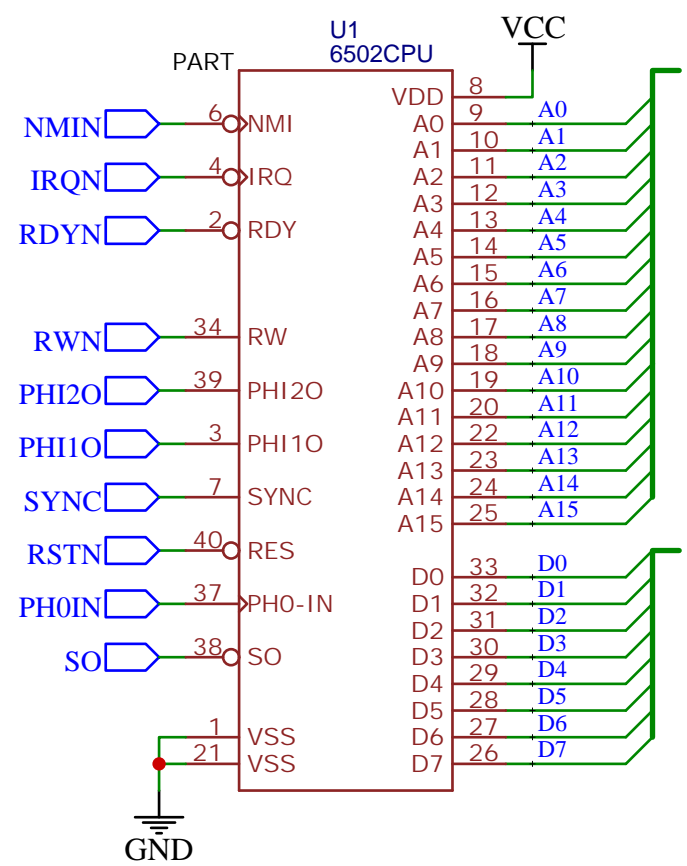 U1
6502CPU
VCC
PART
NMIN 6 NMI
IRQN 4 IRQ
RDYN 2 RDY
RWN 34 RW
PHI2O 39 PHI2O
PHI1O 3 PHI1O
SYNC 7 SYNC
RSTN 40 RES
PH0IN 37 PH0-IN
SO 38 SO
1 VSS
21 VSS
GND
VDD 8
A0 9 A0
A1 10 A1
A2 11 A2
A3 12 A3
A4 13 A4
A5 14 A5
A6 15 A6
A7 16 A7
A8 17 A8
A9 18 A9
A10 19 A10
A11 20 A11
A12 22 A12
A13 23 A13
A14 24 A14
A15 25 A15
D0 33 D0
D1 32 D1
D2 31 D2
D3 30 D3
D4 29 D4
D5 28 D5
D6 27 D6
D7 26 D7